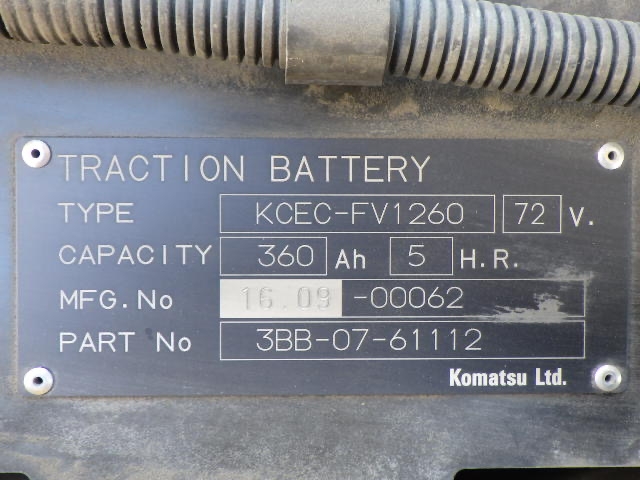 TRACTION BATTERY
TYPE KCEC-FV1260 72 V.
CAPACITY 360 Ah 5 H.R.
MFG.No 16.09 -00062
PART No 3BB-07-61112
Komatsu Ltd.